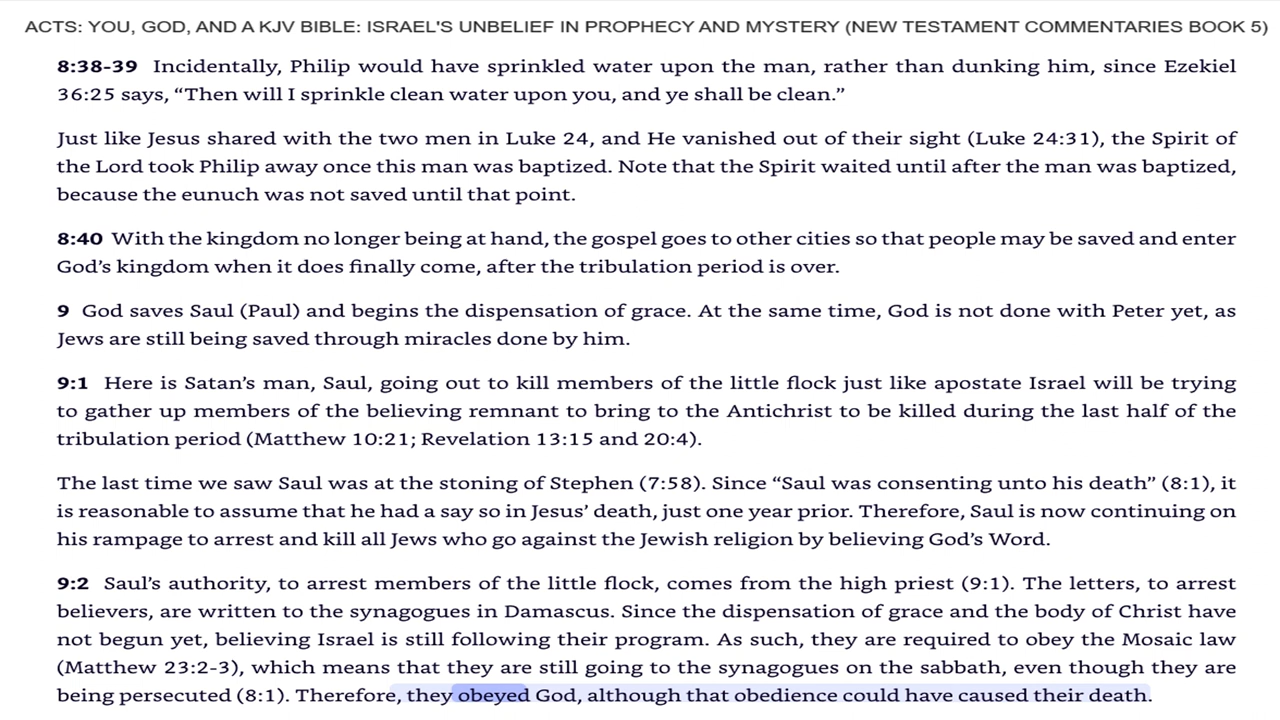 ACTS: YOU, GOD, AND A KJV BIBLE: ISRAEL'S UNBELIEF IN PROPHECY AND MYSTERY (NEW TESTAMENT COMMENTARIES BOOK 5)
8:38-39 Incidentally, Philip would have sprinkled water upon the man, rather than dunking him, since Ezekiel
36:25 says, “Then will I sprinkle clean water upon you, and ye shall be clean.”
Just like Jesus shared with the two men in Luke 24, and He vanished out of their sight (Luke 24:31), the Spirit of
the Lord took Philip away once this man was baptized. Note that the Spirit waited until after the man was baptized,
because the eunuch was not saved until that point.
8:40 With the kingdom no longer being at hand, the gospel goes to other cities so that people may be saved and enter
God’s kingdom when it does finally come, after the tribulation period is over.
9 God saves Saul (Paul) and begins the dispensation of grace. At the same time, God is not done with Peter yet, as
Jews are still being saved through miracles done by him.
9:1 Here is Satan’s man, Saul, going out to kill members of the little flock just like apostate Israel will be trying
to gather up members of the believing remnant to bring to the Antichrist to be killed during the last half of the
tribulation period (Matthew 10:21; Revelation 13:15 and 20:4).
The last time we saw Saul was at the stoning of Stephen (7:58). Since “Saul was consenting unto his death” (8:1), it
is reasonable to assume that he had a say so in Jesus’ death, just one year prior. Therefore, Saul is now continuing on
his rampage to arrest and kill all Jews who go against the Jewish religion by believing God’s Word.
9:2 Saul’s authority, to arrest members of the little flock, comes from the high priest (9:1). The letters, to arrest
believers, are written to the synagogues in Damascus. Since the dispensation of grace and the body of Christ have
not begun yet, believing Israel is still following their program. As such, they are required to obey the Mosaic law
(Matthew 23:2-3), which means that they are still going to the synagogues on the sabbath, even though they are
being persecuted (8:1). Therefore, they obeyed God, although that obedience could have caused their death.